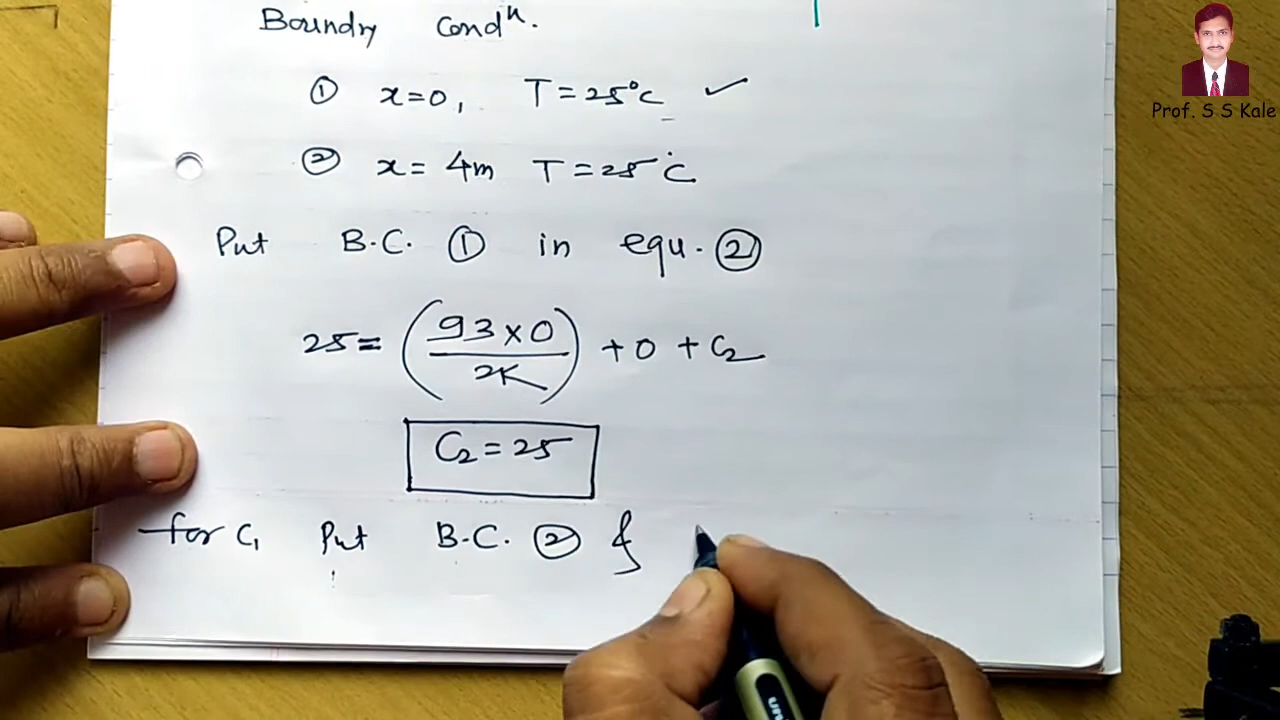 Boundry Condⁿ.
① x=0, T=25°C ✓
② x=4m T=25°C
Put B.C. ① in equ. ②
25= (93×0/2K) +0 +C₂
C₂=25
for C₁ Put B.C. ② &
Prof. S S Kale
UNI